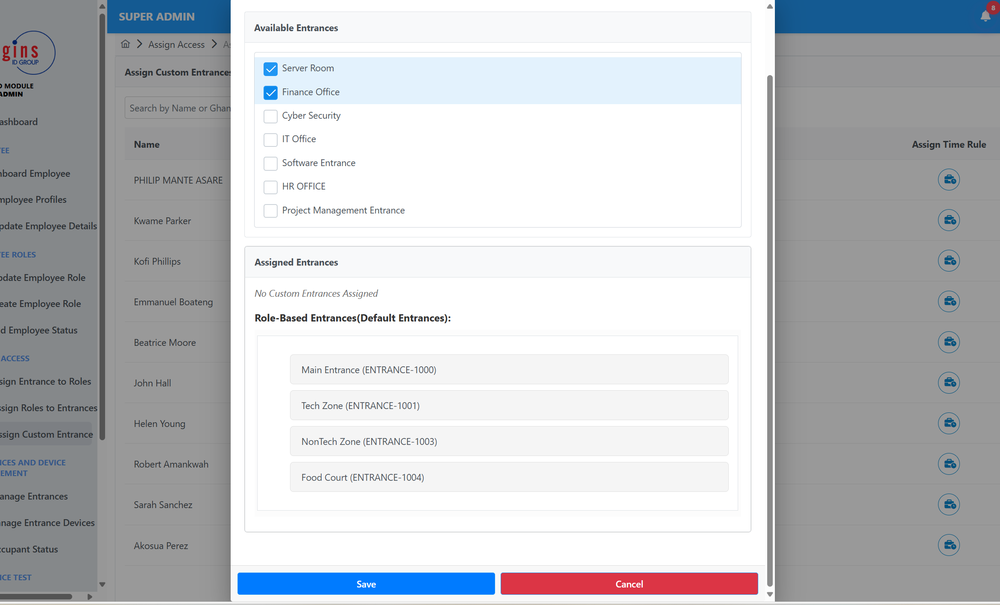 gins
ID GROUP
MODULE
ADMIN
ashboard
EE
nboard Employee
mployee Profiles
pdate Employee Details
EE ROLES
pdate Employee Role
eate Employee Role
d Employee Status
ACCESS
sign Entrance to Roles
ssign Roles to Entrances
ssign Custom Entrance
ICES AND DEVICE
EMENT
anage Entrances
nage Entrance Devices
ccupant Status
ICE TEST
SUPER ADMIN
8
Assign Access
As
Assign Custom Entrances
Search by Name or Ghan
Name
Assign Time Rule
PHILIP MANTE ASARE
Kwame Parker
Kofi Phillips
Emmanuel Boateng
Beatrice Moore
John Hall
Helen Young
Robert Amankwah
Sarah Sanchez
Akosua Perez
Available Entrances
Server Room
Finance Office
Cyber Security
IT Office
Software Entrance
HR OFFICE
Project Management Entrance
Assigned Entrances
No Custom Entrances Assigned
Role-Based Entrances(Default Entrances):
Main Entrance (ENTRANCE-1000)
Tech Zone (ENTRANCE-1001)
NonTech Zone (ENTRANCE-1003)
Food Court (ENTRANCE-1004)
Save
Cancel